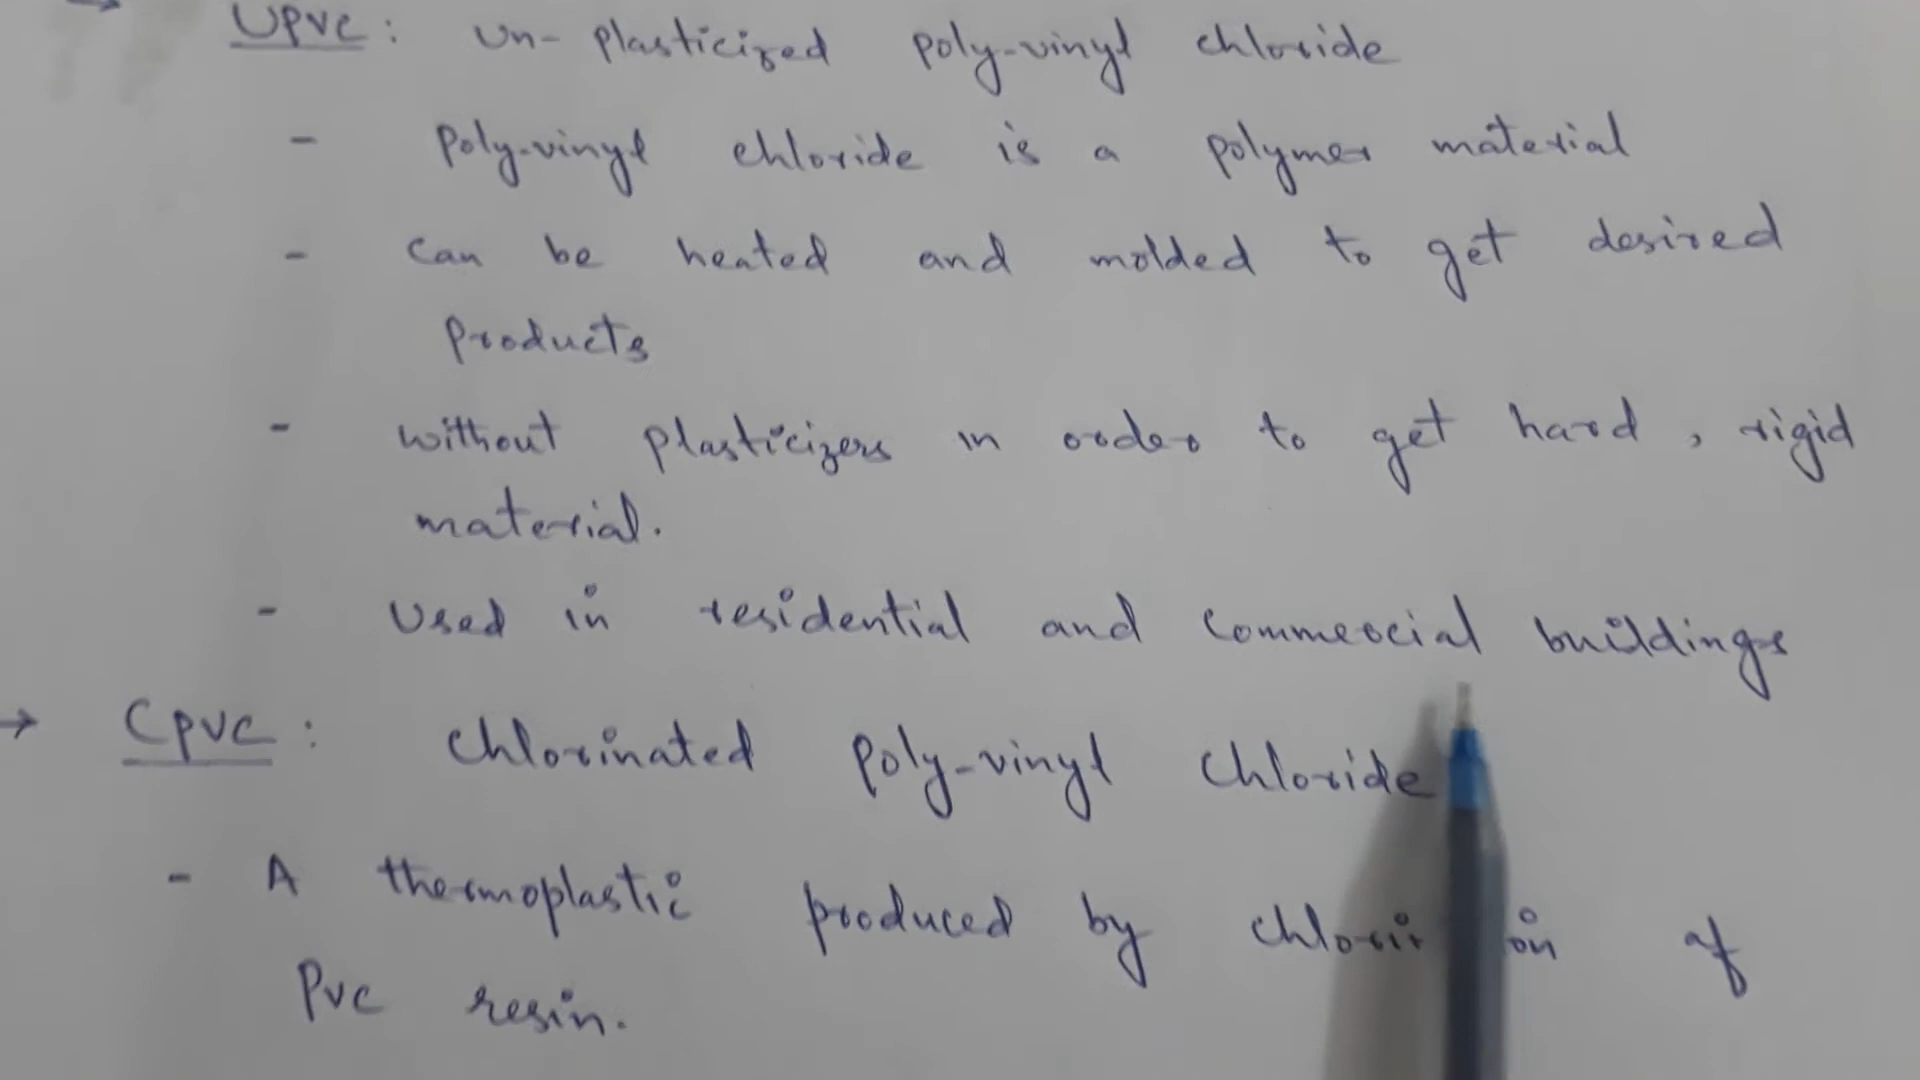 → UPVC : un-plasticized poly-vinyl chloride
- poly-vinyl chloride is a polymer material
- can be heated and molded to get desired
products
- without plasticizers in order to get hard, rigid
material.
- Used in residential and commercial buildings
→ CPVC : chlorinated poly-vinyl chloride
- A thermoplastic produced by of
PVC resin.